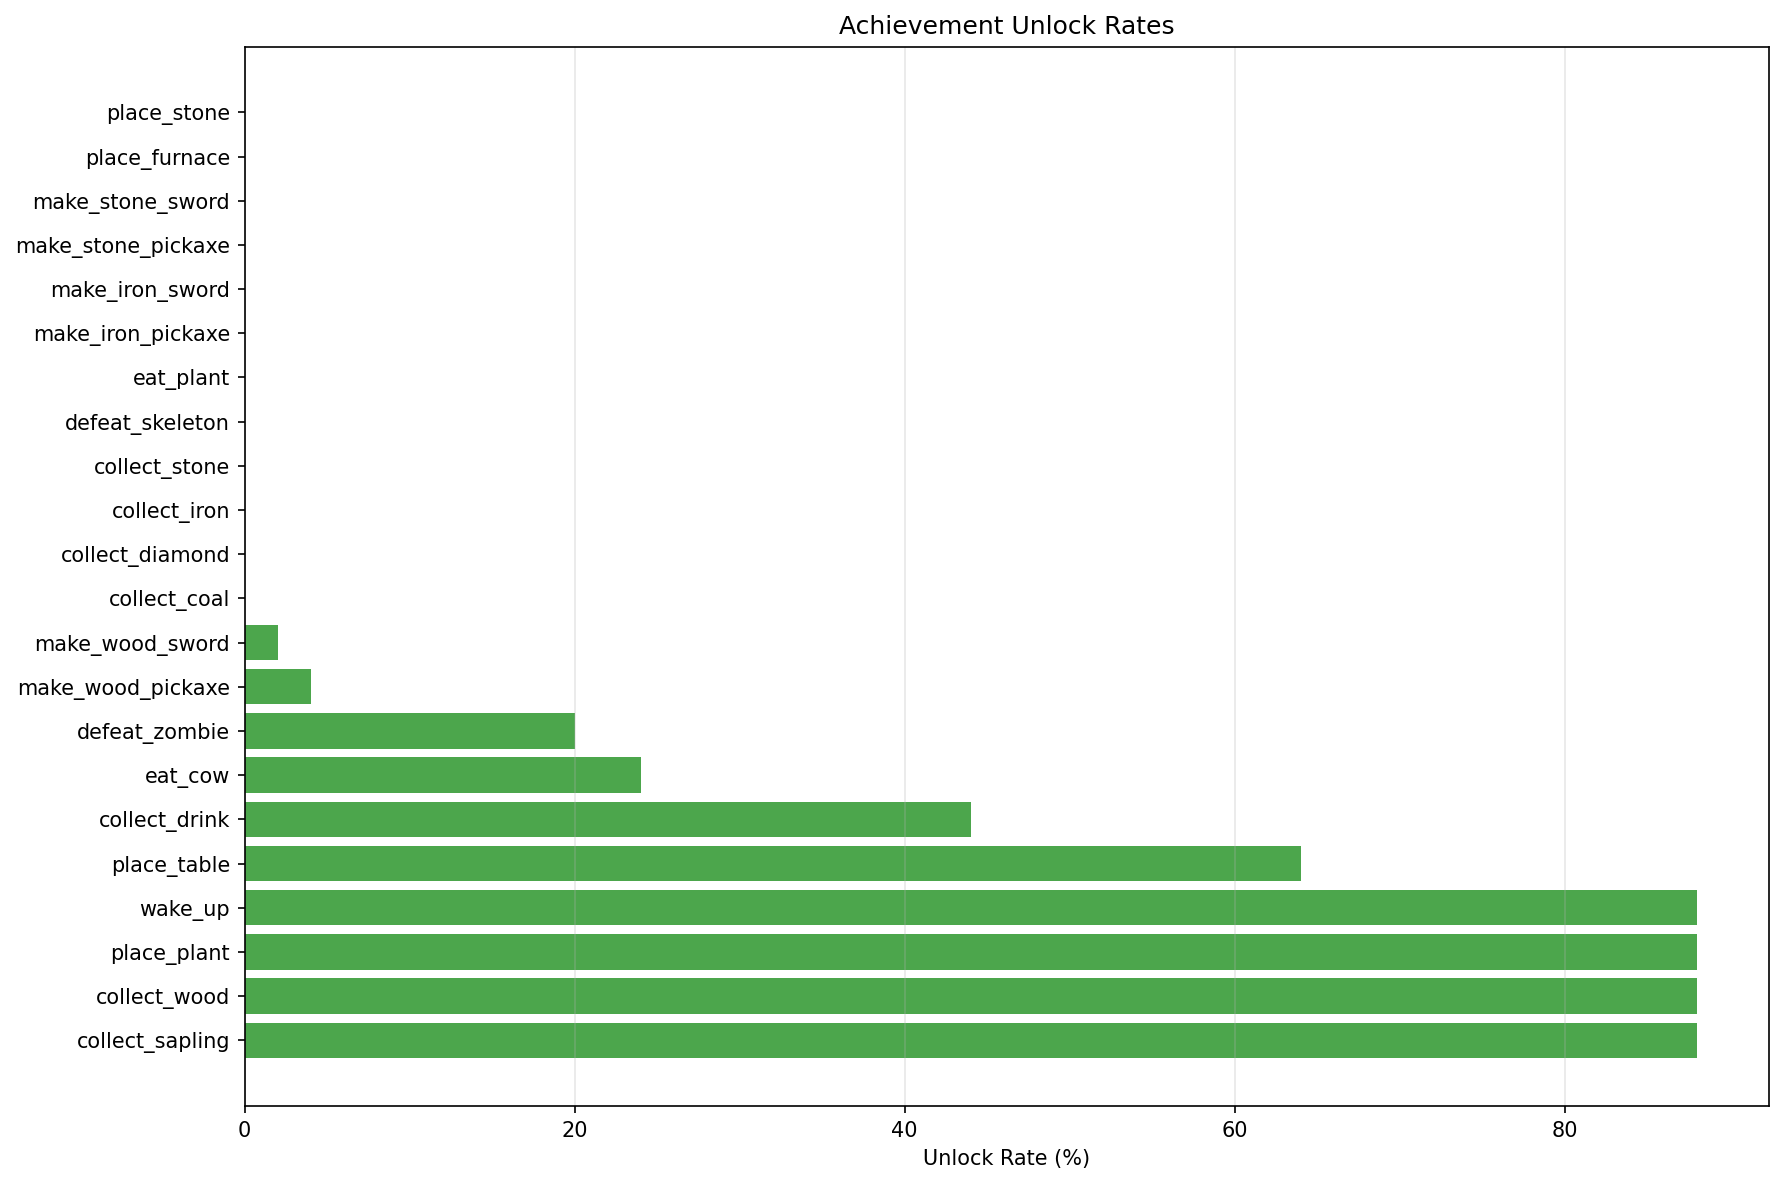 Achievement Unlock Rates
place_stone
place_furnace
make_stone_sword
make_stone_pickaxe
make_iron_sword
make_iron_pickaxe
eat_plant
defeat_skeleton
collect_stone
collect_iron
collect_diamond
collect_coal
make_wood_sword
make_wood_pickaxe
defeat_zombie
eat_cow
collect_drink
place_table
wake_up
place_plant
collect_wood
collect_sapling
0 20 40 60 80
Unlock Rate (%)